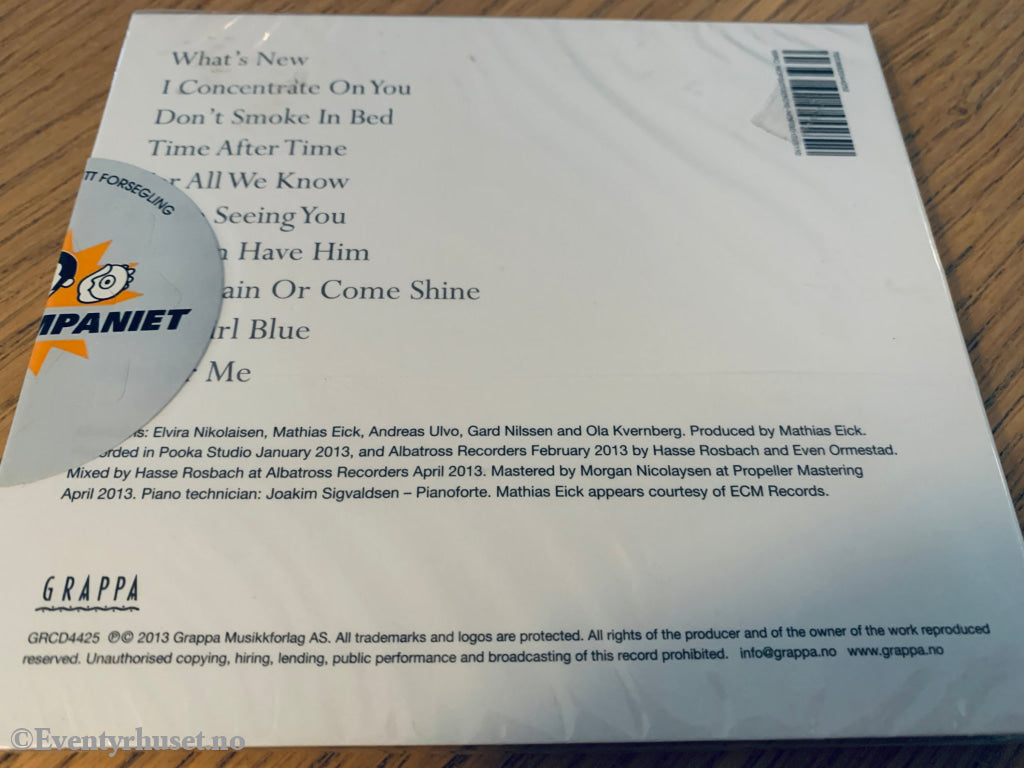 What's New
I Concentrate On You
Don't Smoke In Bed
Time After Time
All We Know
Seeing You
Have Him
Or Come Shine
Blue
Me
FORSEGLING
Elvira Nikolaisen, Mathias Eick, Andreas Ulvo, Gard Nilssen and Ola Kvernberg. Produced by Mathias Eick.
in Pooka Studio January 2013, and Albatross Recorders February 2013 by Hasse Rosbach and Even Ormestad.
Mixed by Hasse Rosbach at Albatross Recorders April 2013. Mastered by Morgan Nicolaysen at Propeller Mastering
April 2013. Piano technician: Joakim Sigvaldsen – Pianoforte. Mathias Eick appears courtesy of ECM Records.
GRAPPA
GRCD4425 ℗© 2013 Grappa Musikkforlag AS. All trademarks and logos are protected. All rights of the producer and of the owner of the work reproduced
reserved. Unauthorised copying, hiring, lending, public performance and broadcasting of this record prohibited. info@grappa.no www.grappa.no
©Eventyrhuset.no